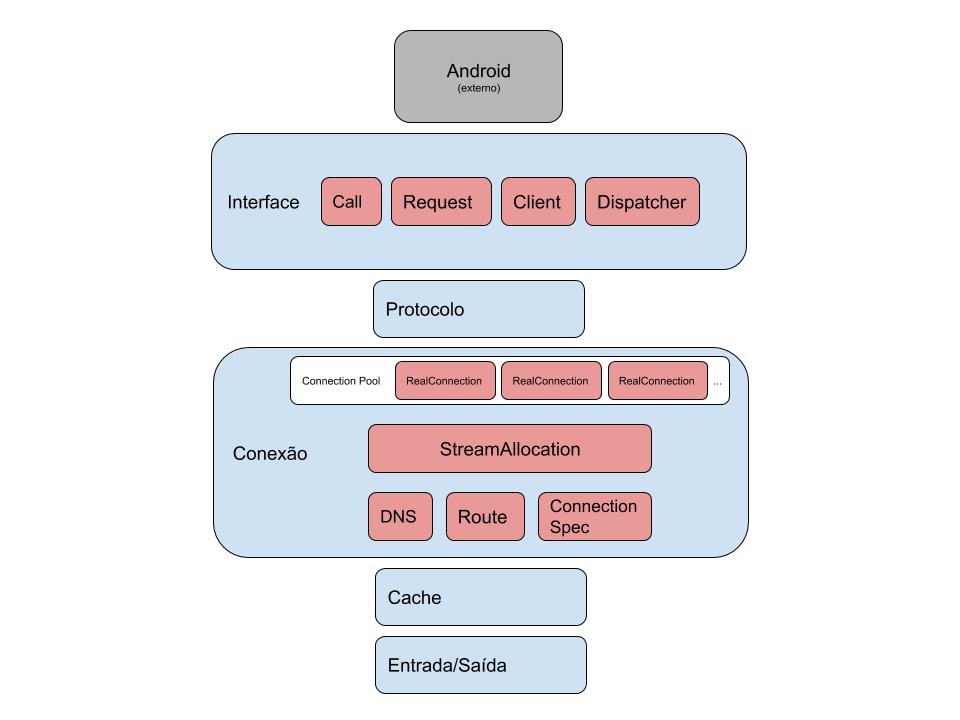 Android
(externo)
Interface
Call
Request
Client
Dispatcher
Protocolo
Connection Pool
RealConnection
RealConnection
RealConnection
...
Conexão
StreamAllocation
DNS
Route
Connection
Spec
Cache
Entrada/Saída